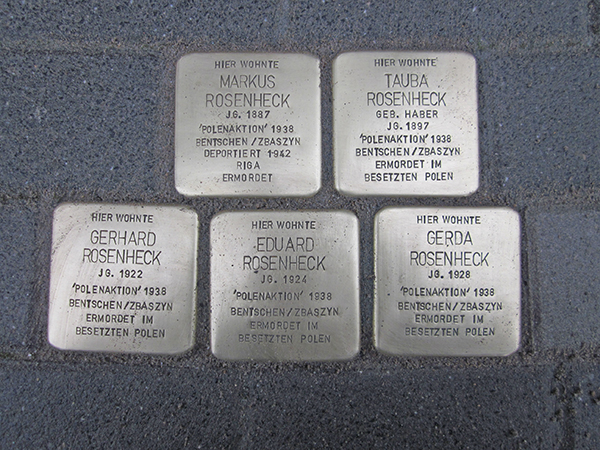 HIER WOHNTE
MARKUS
ROSENHECK
JG. 1887
'POLENAKTION' 1938
BENTSCHEN/ZBASZYN
DEPORTIERT 1942
RIGA
ERMORDET
HIER WOHNTE
TAUBA
ROSENHECK
GEB. HABER
JG. 1897
'POLENAKTION' 1938
BENTSCHEN/ZBASZYN
ERMORDET IM
BESETZTEN POLEN
HIER WOHNTE
GERHARD
ROSENHECK
JG. 1922
'POLENAKTION' 1938
BENTSCHEN/ZBASZYN
ERMORDET IM
BESETZTEN POLEN
HIER WOHNTE
EDUARD
ROSENHECK
JG. 1924
'POLENAKTION' 1938
BENTSCHEN/ZBASZYN
ERMORDET IM
BESETZTEN POLEN
HIER WOHNTE
GERDA
ROSENHECK
JG. 1928
'POLENAKTION' 1938
BENTSCHEN/ZBASZYN
ERMORDET IM
BESETZTEN POLEN